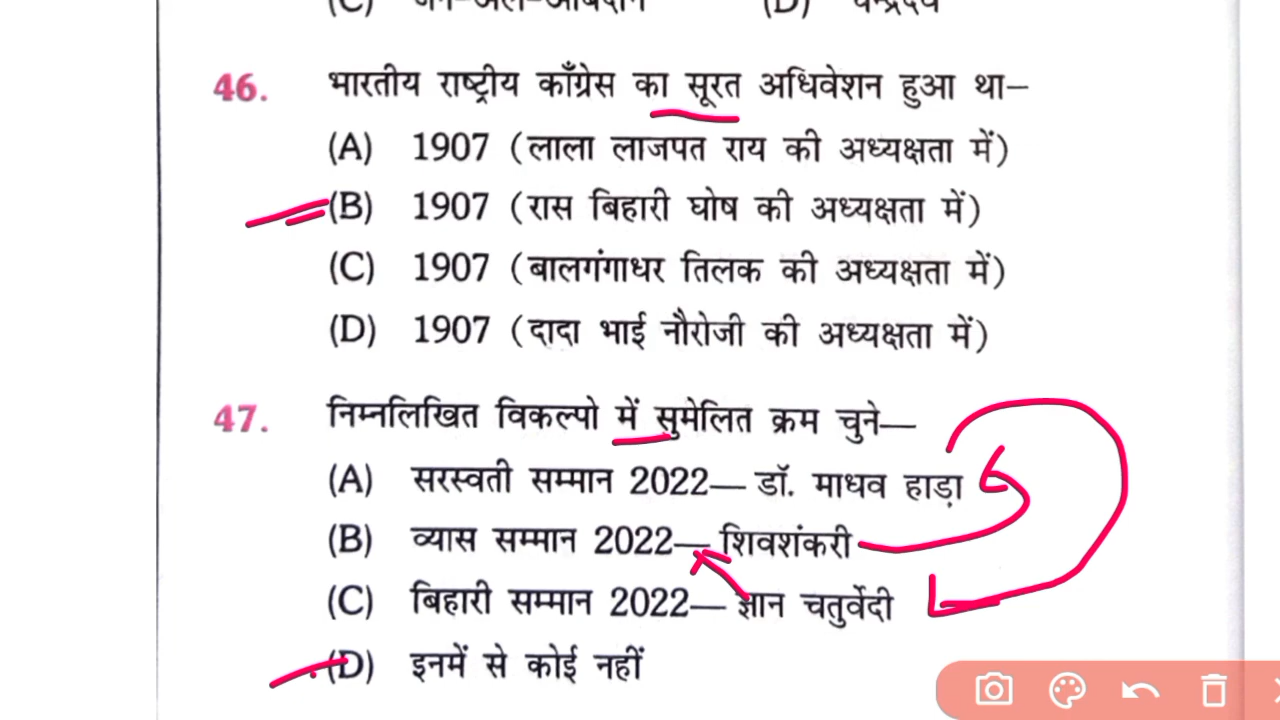 46. भारतीय राष्ट्रीय काँग्रेस का सूरत अधिवेशन हुआ था–
(A) 1907 (लाला लाजपत राय की अध्यक्षता में)
(B) 1907 (रास बिहारी घोष की अध्यक्षता में)
(C) 1907 (बालगंगाधर तिलक की अध्यक्षता में)
(D) 1907 (दादा भाई नौरोजी की अध्यक्षता में)
47. निम्नलिखित विकल्पो में सुमेलित क्रम चुने—
(A) सरस्वती सम्मान 2022— डॉ. माधव हाड़ा
(B) व्यास सम्मान 2022— शिवशंकरी
(C) बिहारी सम्मान 2022— ज्ञान चतुर्वेदी
(D) इनमें से कोई नहीं